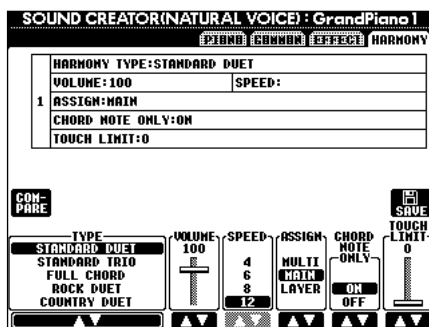 SOUND CREATOR(NATURAL VOICE) : GrandPiano1
PIANO COMMON EFFECT HARMONY
HARMONY TYPE:STANDARD DUET
VOLUME:100 SPEED:
1 ASSIGN:MAIN
CHORD NOTE ONLY:ON
TOUCH LIMIT:0
COM-
PARE
SAVE
TYPE VOLUME SPEED ASSIGN CHORD NOTE ONLY TOUCH LIMIT
STANDARD DUET 100 0
STANDARD TRIO 4 MULTI
FULL CHORD 6 MAIN
ROCK DUET 8 LAYER ON
COUNTRY DUET 12 OFF